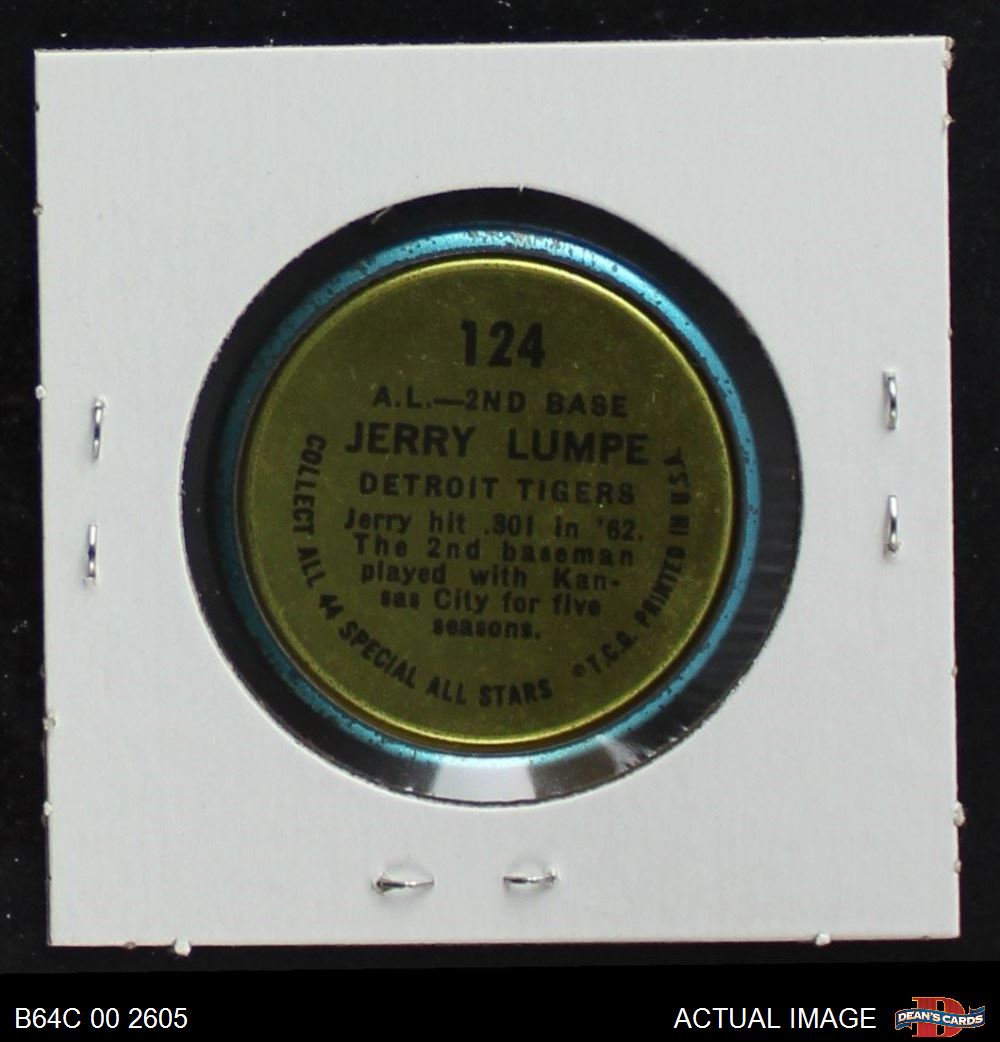 124
A.L.—2ND BASE
JERRY LUMPE
DETROIT TIGERS
Jerry hit .301 in '62.
The 2nd baseman
played with Kan-
sas City for five
seasons.
COLLECT ALL 44 SPECIAL ALL STARS
©T.C.G. PRINTED IN U.S.A.
B64C 00 2605
ACTUAL IMAGE
D
DEAN'S CARDS